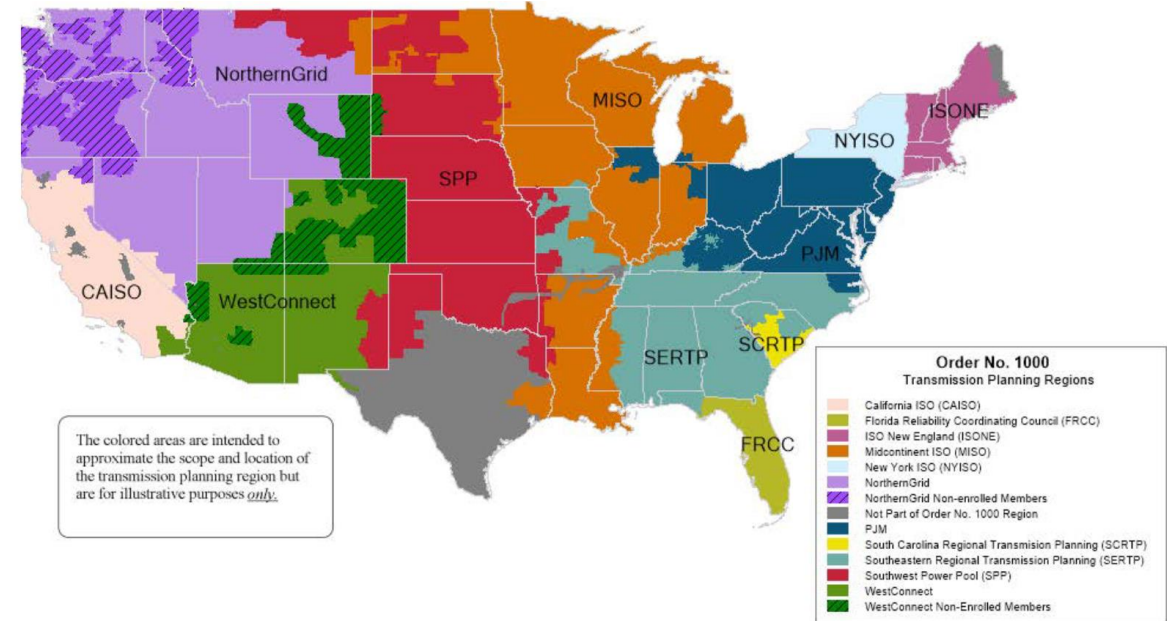 NorthernGrid
MISO
ISONE
NYISO
SPP
PJM
CAISO
WestConnect
SERTP
SCRTP
FRCC
The colored areas are intended to
approximate the scope and location of
the transmission planning region but
are for illustrative purposes only.
Order No. 1000
Transmission Planning Regions
California ISO (CAISO)
Florida Reliability Coordinating Council (FRCC)
ISO New England (ISONE)
Midcontinent ISO (MISO)
New York ISO (NYISO)
NorthernGrid
NorthernGrid Non-enrolled Members
Not Part of Order No. 1000 Region
PJM
South Carolina Regional Transmision Planning (SCRTP)
Southeastern Regional Transmission Planning (SERTP)
Southwest Power Pool (SPP)
WestConnect
WestConnect Non-Enrolled Members